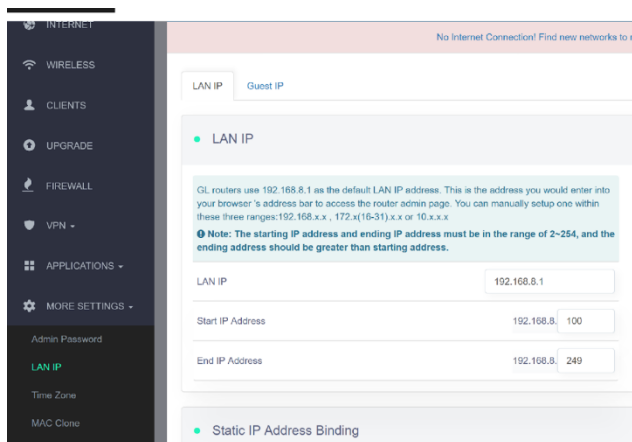 INTERNET
WIRELESS
CLIENTS
UPGRADE
FIREWALL
VPN
APPLICATIONS
MORE SETTINGS
Admin Password
LAN IP
Time Zone
MAC Clone
No Internet Connection! Find new networks to
LAN IP Guest IP
LAN IP
GL routers use 192.168.8.1 as the default LAN IP address. This is the address you would enter into
your browser 's address bar to access the router admin page. You can manually setup one within
these three ranges:192.168.x.x , 172.x(16-31).x.x or 10.x.x.x
Note: The starting IP address and ending IP address must be in the range of 2~254, and the
ending address should be greater than starting address.
LAN IP 192.168.8.1
Start IP Address 192.168.8. 100
End IP Address 192.168.8. 249
Static IP Address Binding